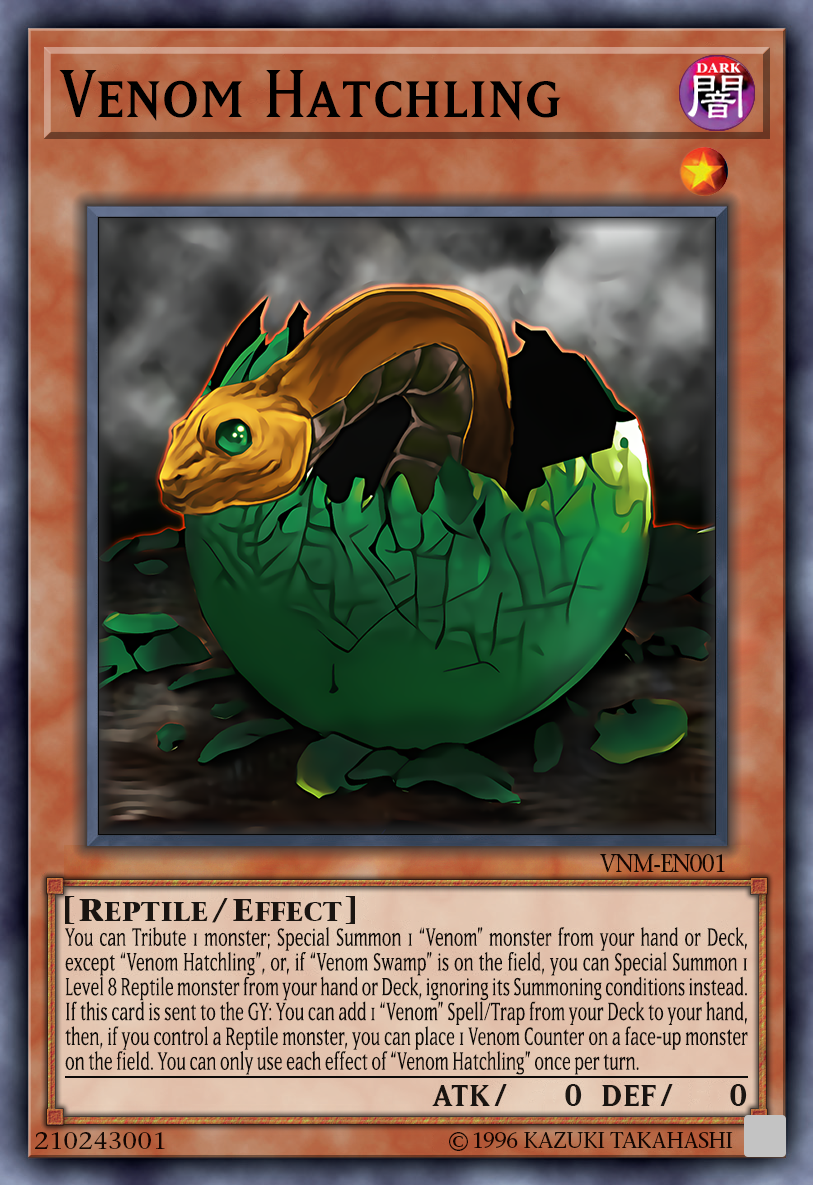 Venom Hatchling
DARK
闇
VNM-EN001
[Reptile/Effect]
You can Tribute 1 monster; Special Summon 1 “Venom” monster from your hand or Deck,
except “Venom Hatchling”, or, if “Venom Swamp” is on the field, you can Special Summon 1
Level 8 Reptile monster from your hand or Deck, ignoring its Summoning conditions instead.
If this card is sent to the GY: You can add 1 “Venom” Spell/Trap from your Deck to your hand,
then, if you control a Reptile monster, you can place 1 Venom Counter on a face-up monster
on the field. You can only use each effect of “Venom Hatchling” once per turn.
ATK/ 0 DEF/ 0
210243001 © 1996 KAZUKI TAKAHASHI